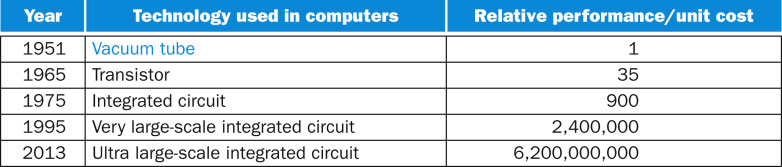 Year Technology used in computers Relative performance/unit cost
1951 Vacuum tube 1
1965 Transistor 35
1975 Integrated circuit 900
1995 Very large-scale integrated circuit 2,400,000
2013 Ultra large-scale integrated circuit 6,200,000,000